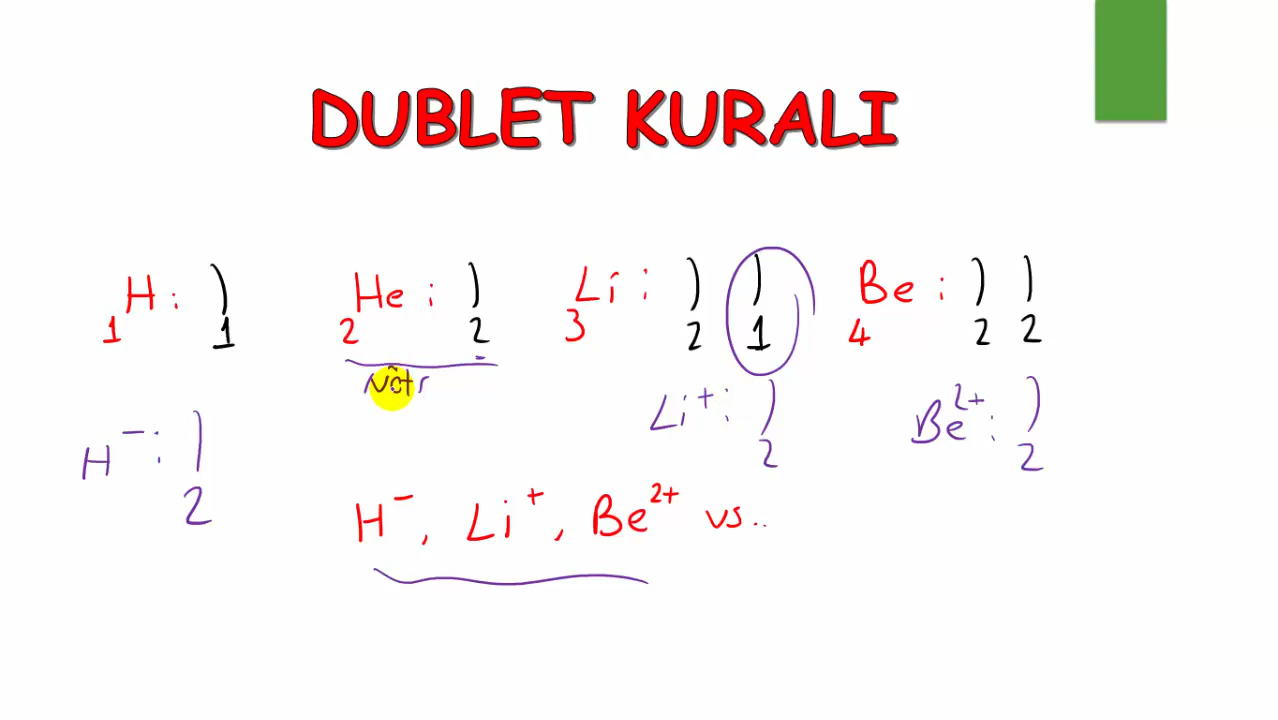 DUBLET KURALI
₁H : ) 1 ₂He : ) 2 ₃Li : ) 2 ) 1 ₄Be : ) 2 ) 2
Nötr
H⁻ : ) 2 Li⁺ : ) 2 Be²⁺ : ) 2
H⁻, Li⁺, Be²⁺ vs..